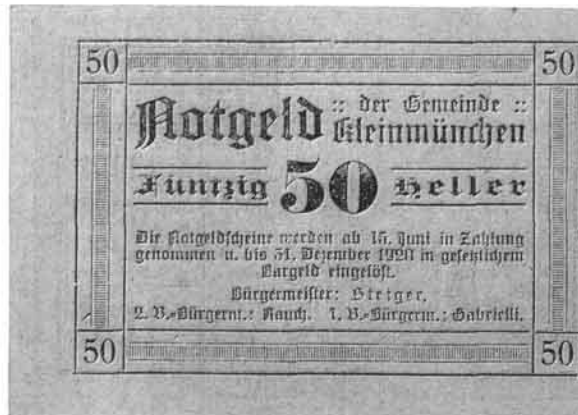 50 50
Notgeld :: der Gemeinde ::
Kleinmünchen
Fünfzig 50 Heller
Die Notgeldscheine werden ab 15. Juni in Zahlung
genommen u. bis 31. Dezember 1920 in gesetzlichem
Bargeld eingelöst.
Bürgermeister: Steiger.
2. V.-Bürgerm.: Rauch. 1. V.-Bürgerm.: Gabrielli.
50 50